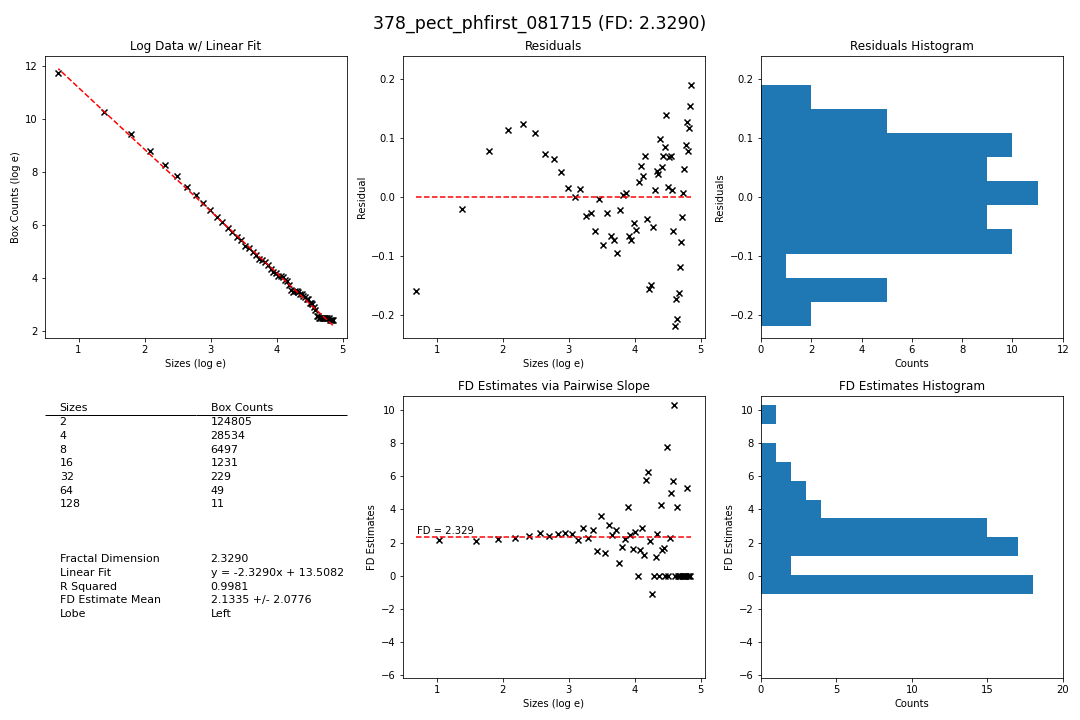 378_pect_phfirst_081715 (FD: 2.3290)
Log Data w/ Linear Fit
12
10
8
6
4
2
Box Counts (log e)
1 2 3 4 5
Sizes (log e)
Residuals
0.2
0.1
0.0
−0.1
−0.2
Residual
1 2 3 4 5
Sizes (log e)
Residuals Histogram
0.2
0.1
0.0
−0.1
−0.2
Residuals
0 2 4 6 8 10 12
Counts
Sizes Box Counts
2 124805
4 28534
8 6497
16 1231
32 229
64 49
128 11
Fractal Dimension 2.3290
Linear Fit y = -2.3290x + 13.5082
R Squared 0.9981
FD Estimate Mean 2.1335 +/- 2.0776
Lobe Left
FD Estimates via Pairwise Slope
10
8
6
4
2
0
−2
−4
−6
FD Estimates
FD = 2.329
1 2 3 4 5
Sizes (log e)
FD Estimates Histogram
10
8
6
4
2
0
−2
−4
−6
FD Estimates
0 5 10 15 20
Counts